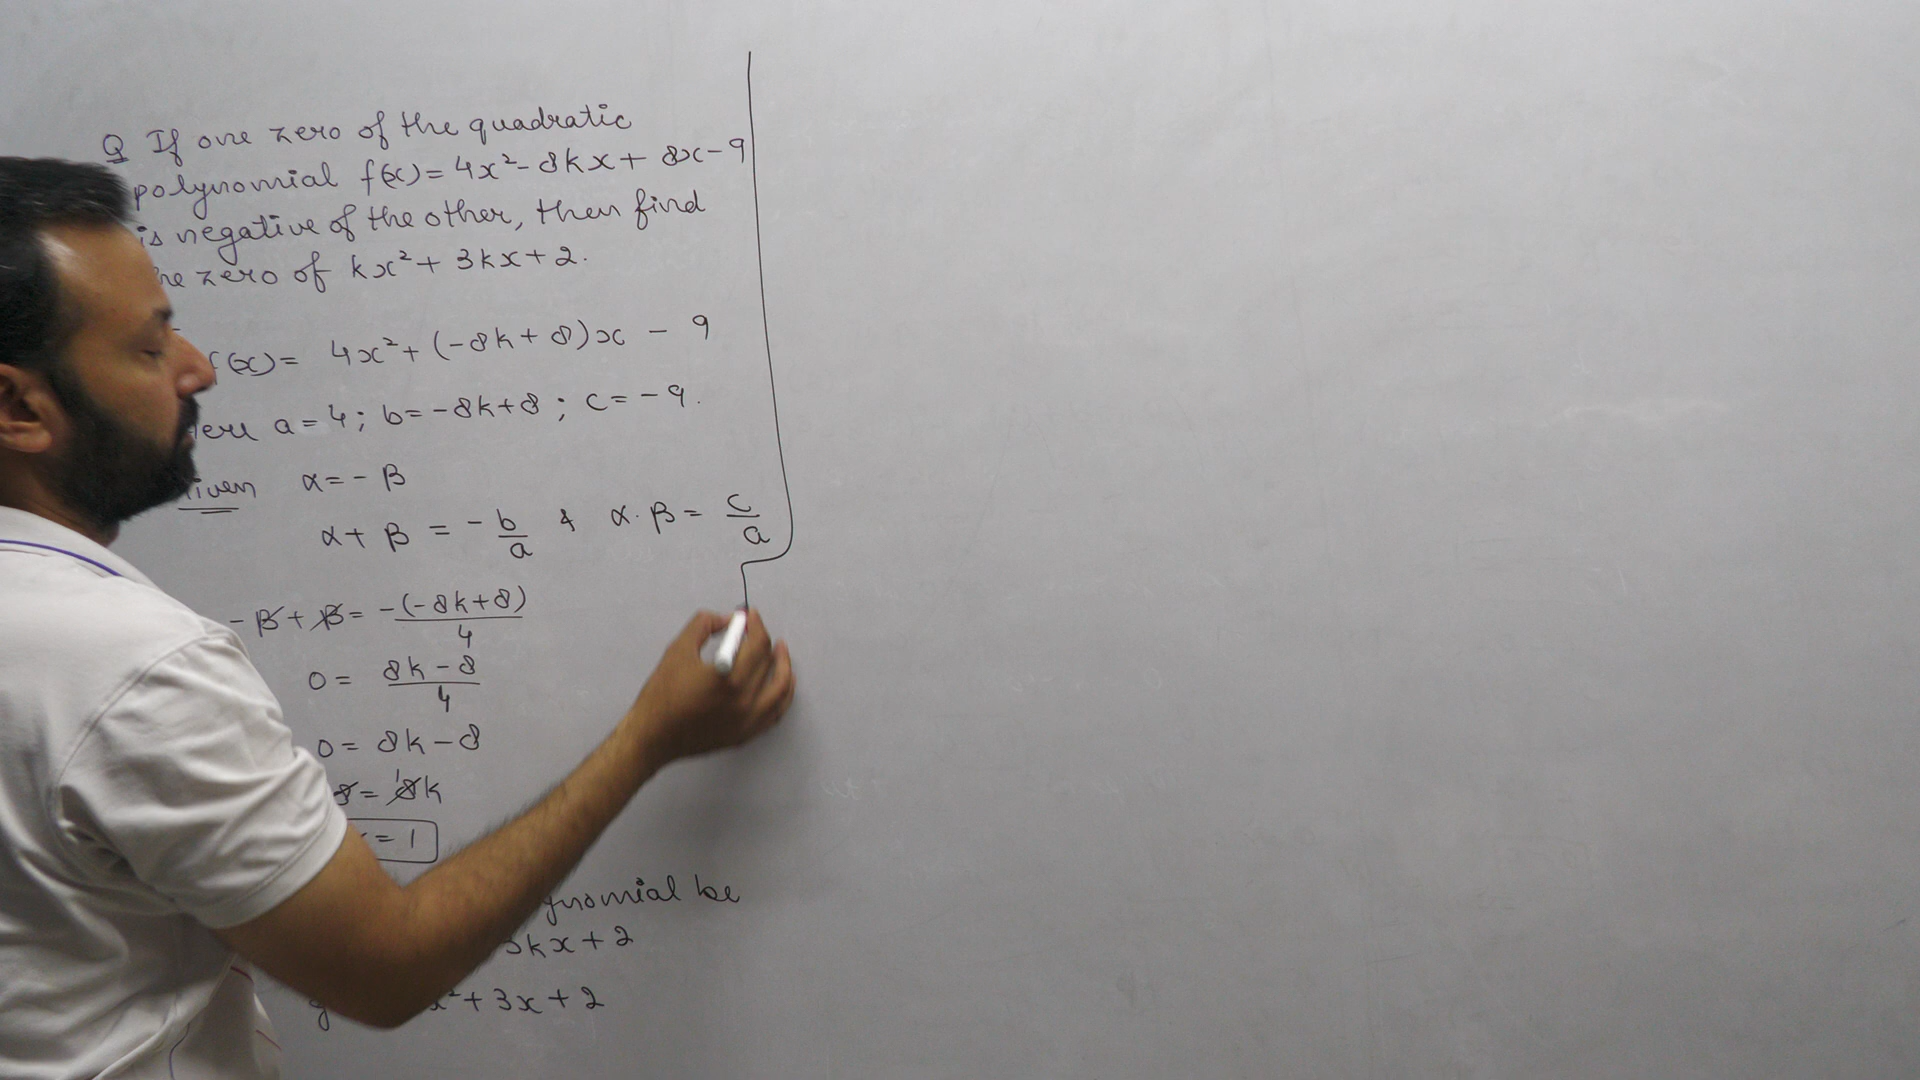 Q If one zero of the quadratic
polynomial f(x) = 4x² - 8kx + 8x - 9
is negative of the other, then find
zero of kx² + 3kx + 2.
f(x) = 4x² + (-8k + 8)x - 9
a = 4 ; b = -8k+8 ; c = -9.
α = - β
α + β = - b/a & α . β = c/a
- β + β = -(-8k+8)/4
0 = 8k - 8/4
0 = 8k - 8
8 = 8k
= 1
be
3kx + 2
+ 3x + 2